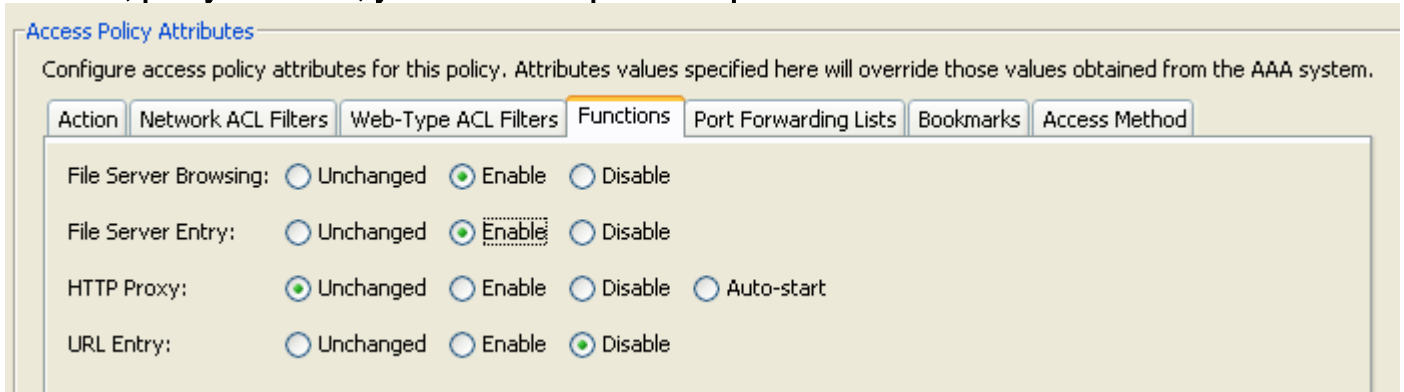 Access Policy Attributes
Configure access policy attributes for this policy. Attributes values specified here will override those values obtained from the AAA system.
Action Network ACL Filters Web-Type ACL Filters Functions Port Forwarding Lists Bookmarks Access Method
File Server Browsing: Unchanged Enable Disable
File Server Entry: Unchanged Enable Disable
HTTP Proxy: Unchanged Enable Disable Auto-start
URL Entry: Unchanged Enable Disable